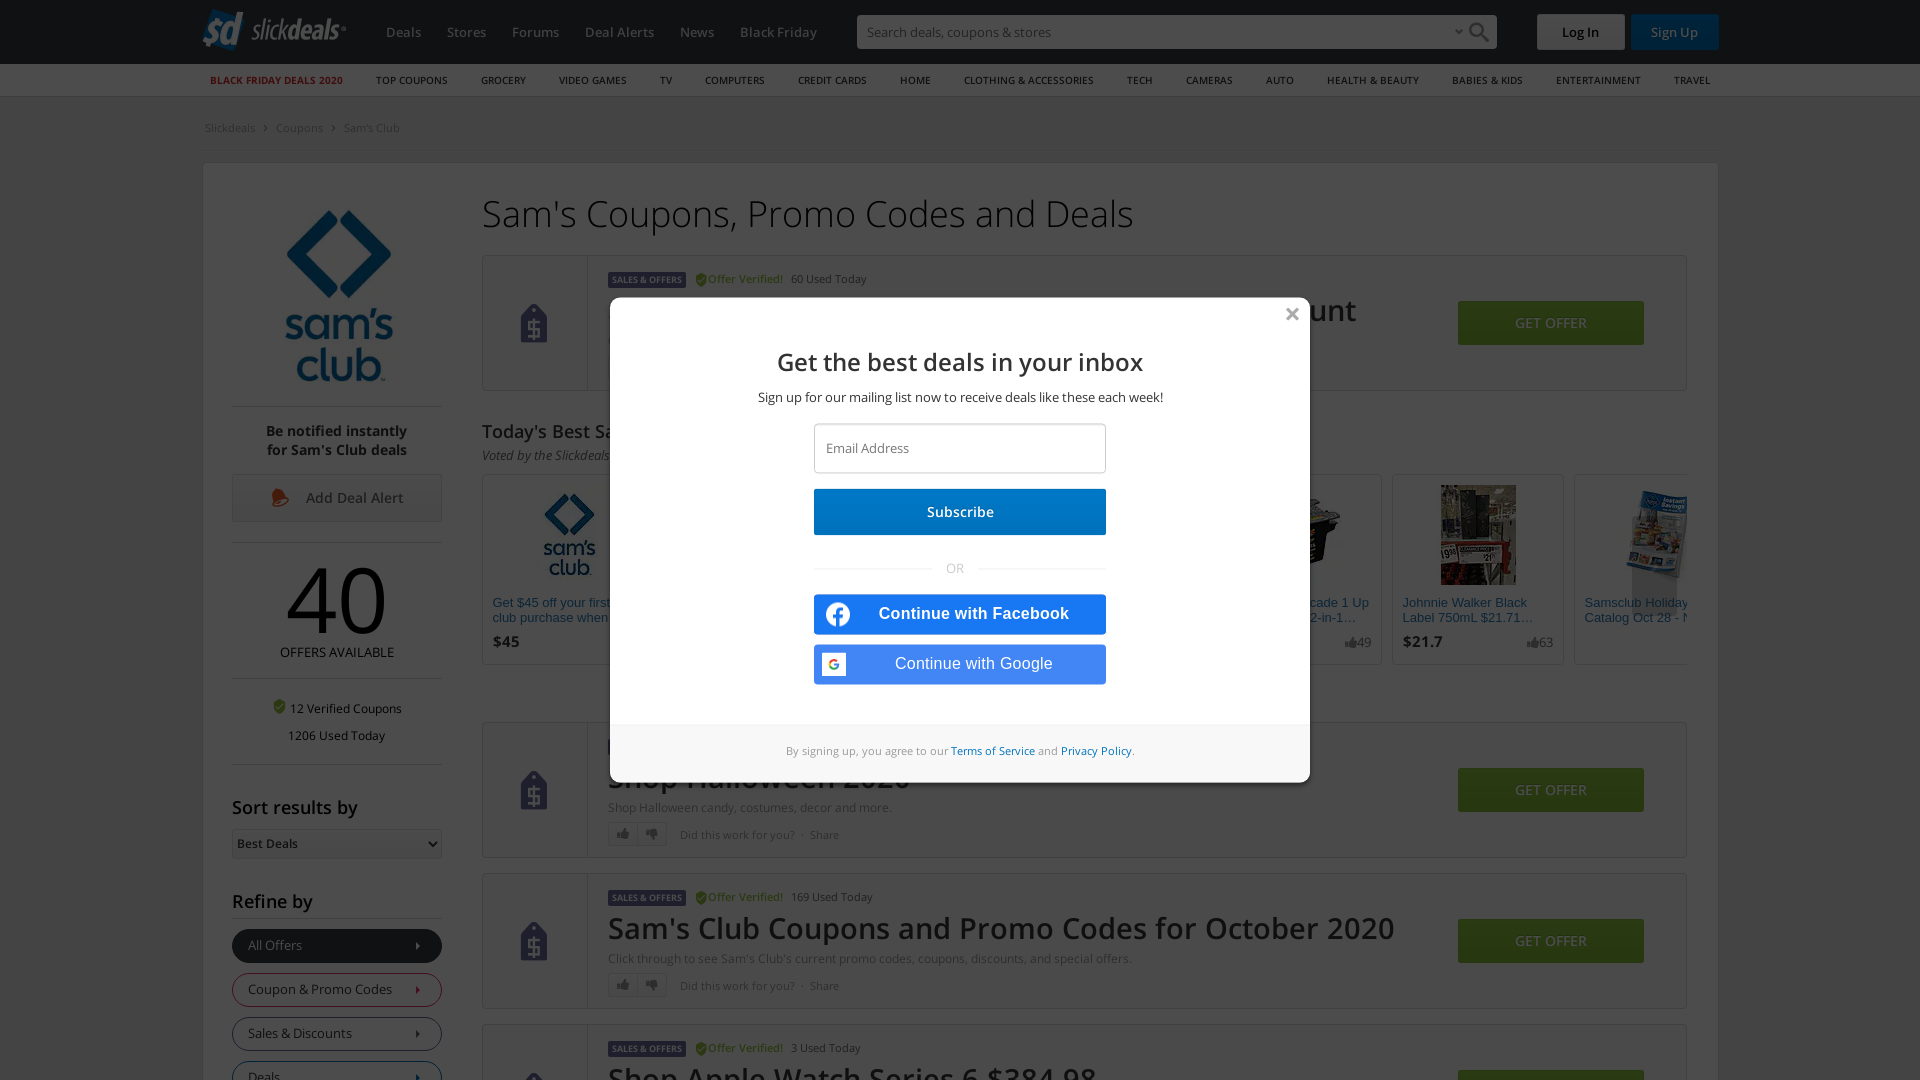 sd slickdeals
Deals
Stores
Forums
Deal Alerts
News
Black Friday
Search deals, coupons & stores
Log In
Sign Up
BLACK FRIDAY DEALS 2020
TOP COUPONS
GROCERY
VIDEO GAMES
TV
COMPUTERS
CREDIT CARDS
HOME
CLOTHING & ACCESSORIES
TECH
CAMERAS
AUTO
HEALTH & BEAUTY
BABIES & KIDS
ENTERTAINMENT
TRAVEL
Slickdeals
Coupons
Sam's Club
sam's
club
Be notified instantly
for Sam's Club deals
Add Deal Alert
40
OFFERS AVAILABLE
12 Verified Coupons
1206 Used Today
Sort results by
Best Deals
Refine by
All Offers
Coupon & Promo Codes
Sales & Discounts
Deals
Sam's Coupons, Promo Codes and Deals
SALES & OFFERS
Offer Verified!
60 Used Today
unt
GET OFFER
Today's Best Sa
Voted by the Slickdeals
sam's
club
Get $45 off your first
club purchase when
$45
cade 1 Up
2-in-1...
49
Johnnie Walker Black
Label 750mL $21.71...
$21.7
63
Samsclub Holiday
Catalog Oct 28 - N
Get the best deals in your inbox
Sign up for our mailing list now to receive deals like these each week!
Email Address
Subscribe
OR
Continue with Facebook
Continue with Google
By signing up, you agree to our Terms of Service and Privacy Policy.
Shop Halloween 2020
Shop Halloween candy, costumes, decor and more.
Did this work for you? · Share
GET OFFER
SALES & OFFERS
Offer Verified!
169 Used Today
Sam's Club Coupons and Promo Codes for October 2020
Click through to see Sam's Club's current promo codes, coupons, discounts, and special offers.
Did this work for you? · Share
GET OFFER
SALES & OFFERS
Offer Verified!
3 Used Today
Shop Apple Watch Series 6 $384.98